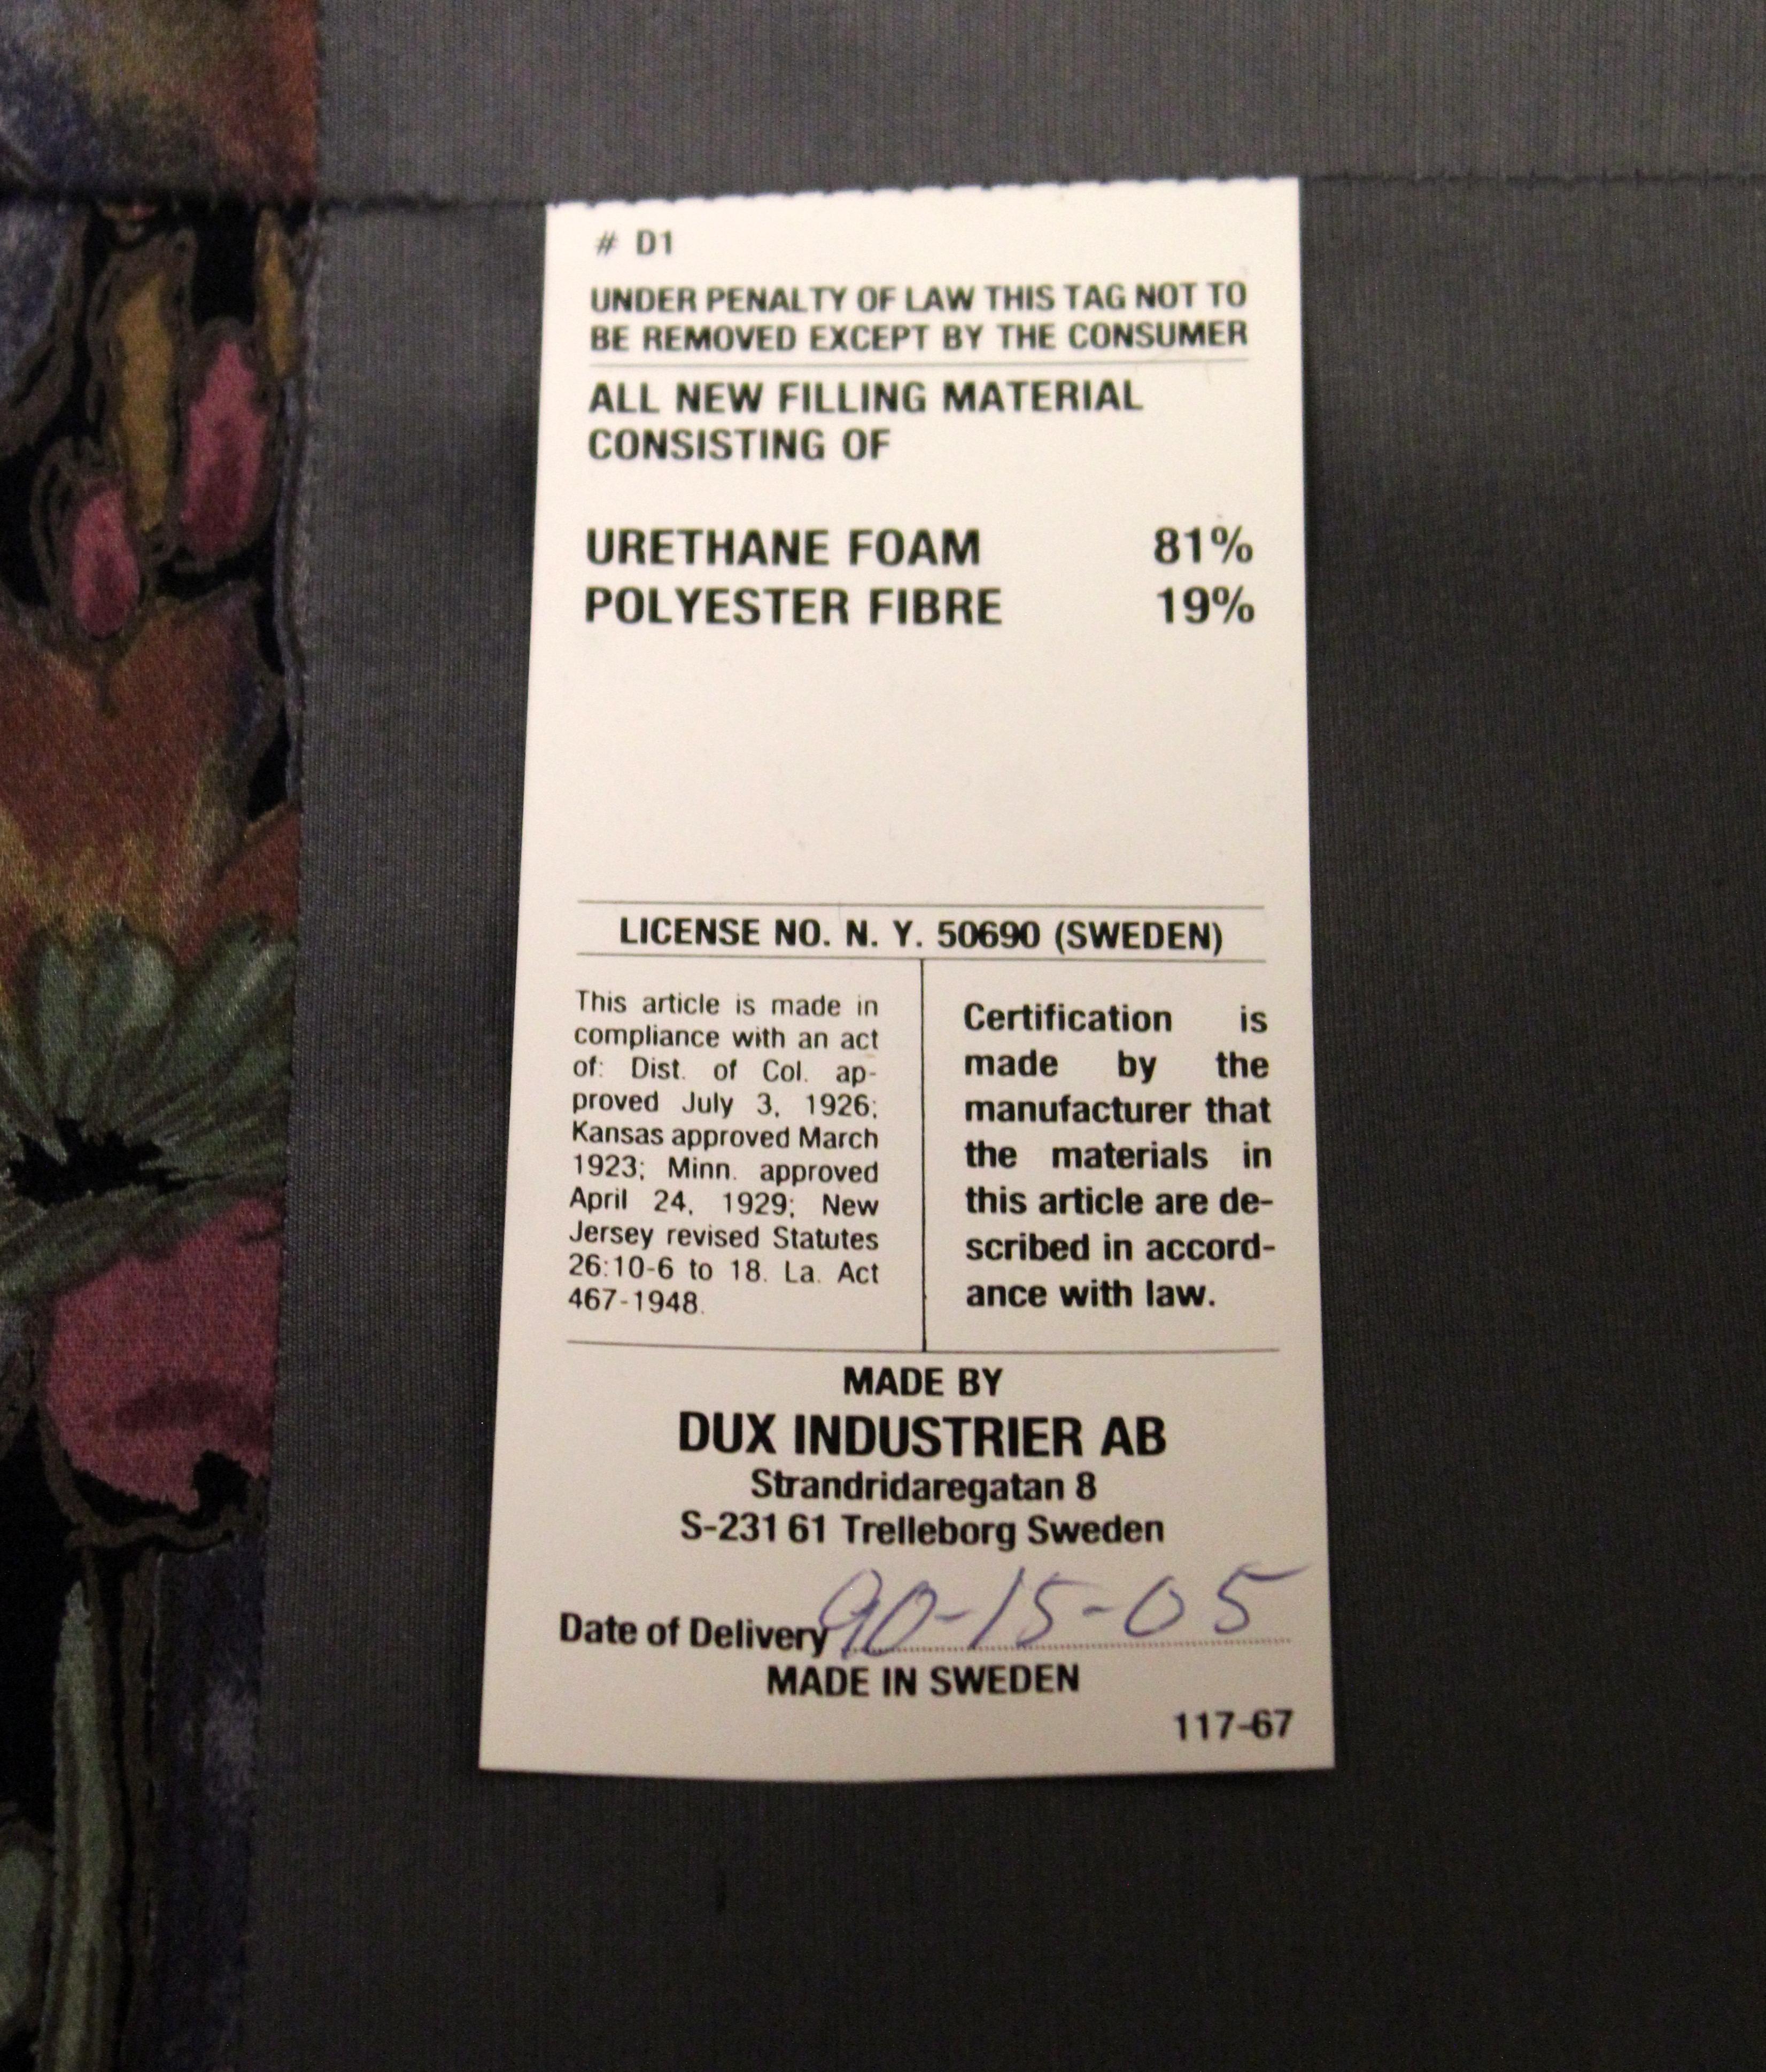 # D1
UNDER PENALTY OF LAW THIS TAG NOT TO
BE REMOVED EXCEPT BY THE CONSUMER
ALL NEW FILLING MATERIAL
CONSISTING OF
URETHANE FOAM 81%
POLYESTER FIBRE 19%
LICENSE NO. N. Y. 50690 (SWEDEN)
This article is made in
compliance with an act
of: Dist. of Col. ap-
proved July 3, 1926;
Kansas approved March
1923; Minn. approved
April 24, 1929; New
Jersey revised Statutes
26:10-6 to 18. La. Act
467-1948.
Certification is
made by the
manufacturer that
the materials in
this article are de-
scribed in accord-
ance with law.
MADE BY
DUX INDUSTRIER AB
Strandridaregatan 8
S-231 61 Trelleborg Sweden
Date of Delivery 90-15-05
MADE IN SWEDEN
117-67